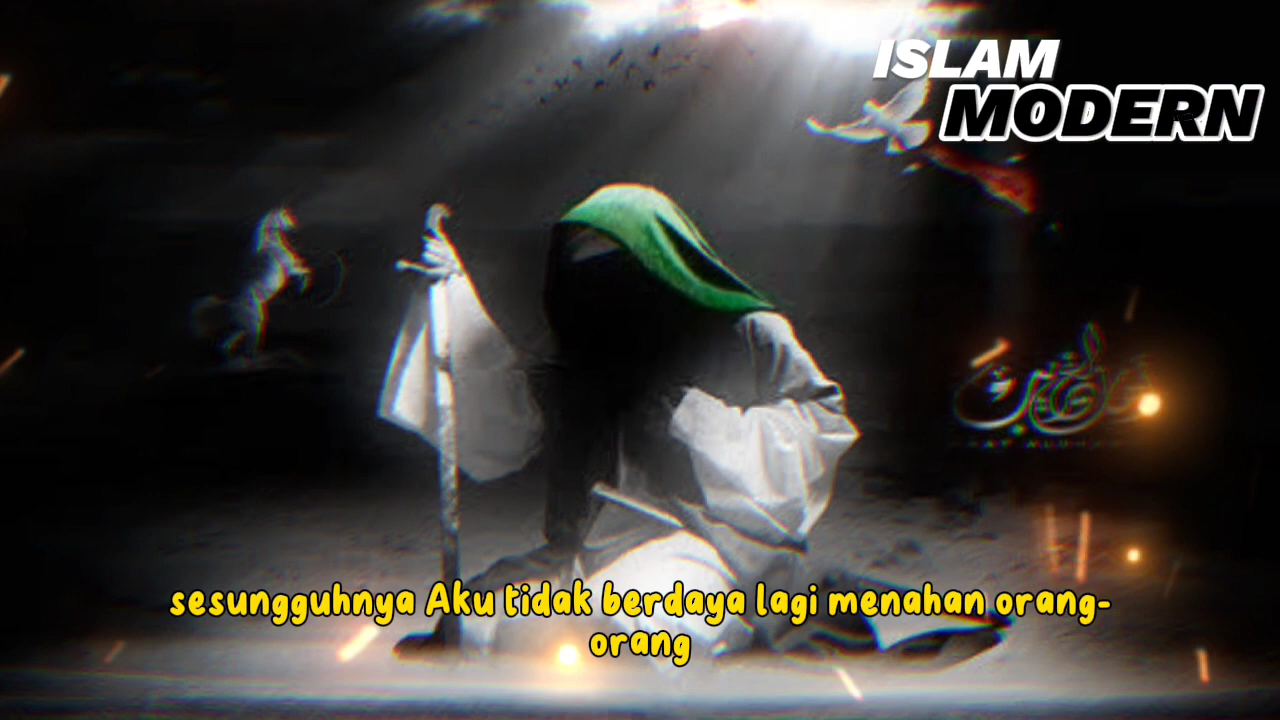 ISLAM
MODERN
sesungguhnya Aku tidak berdaya lagi menahan orang-
orang